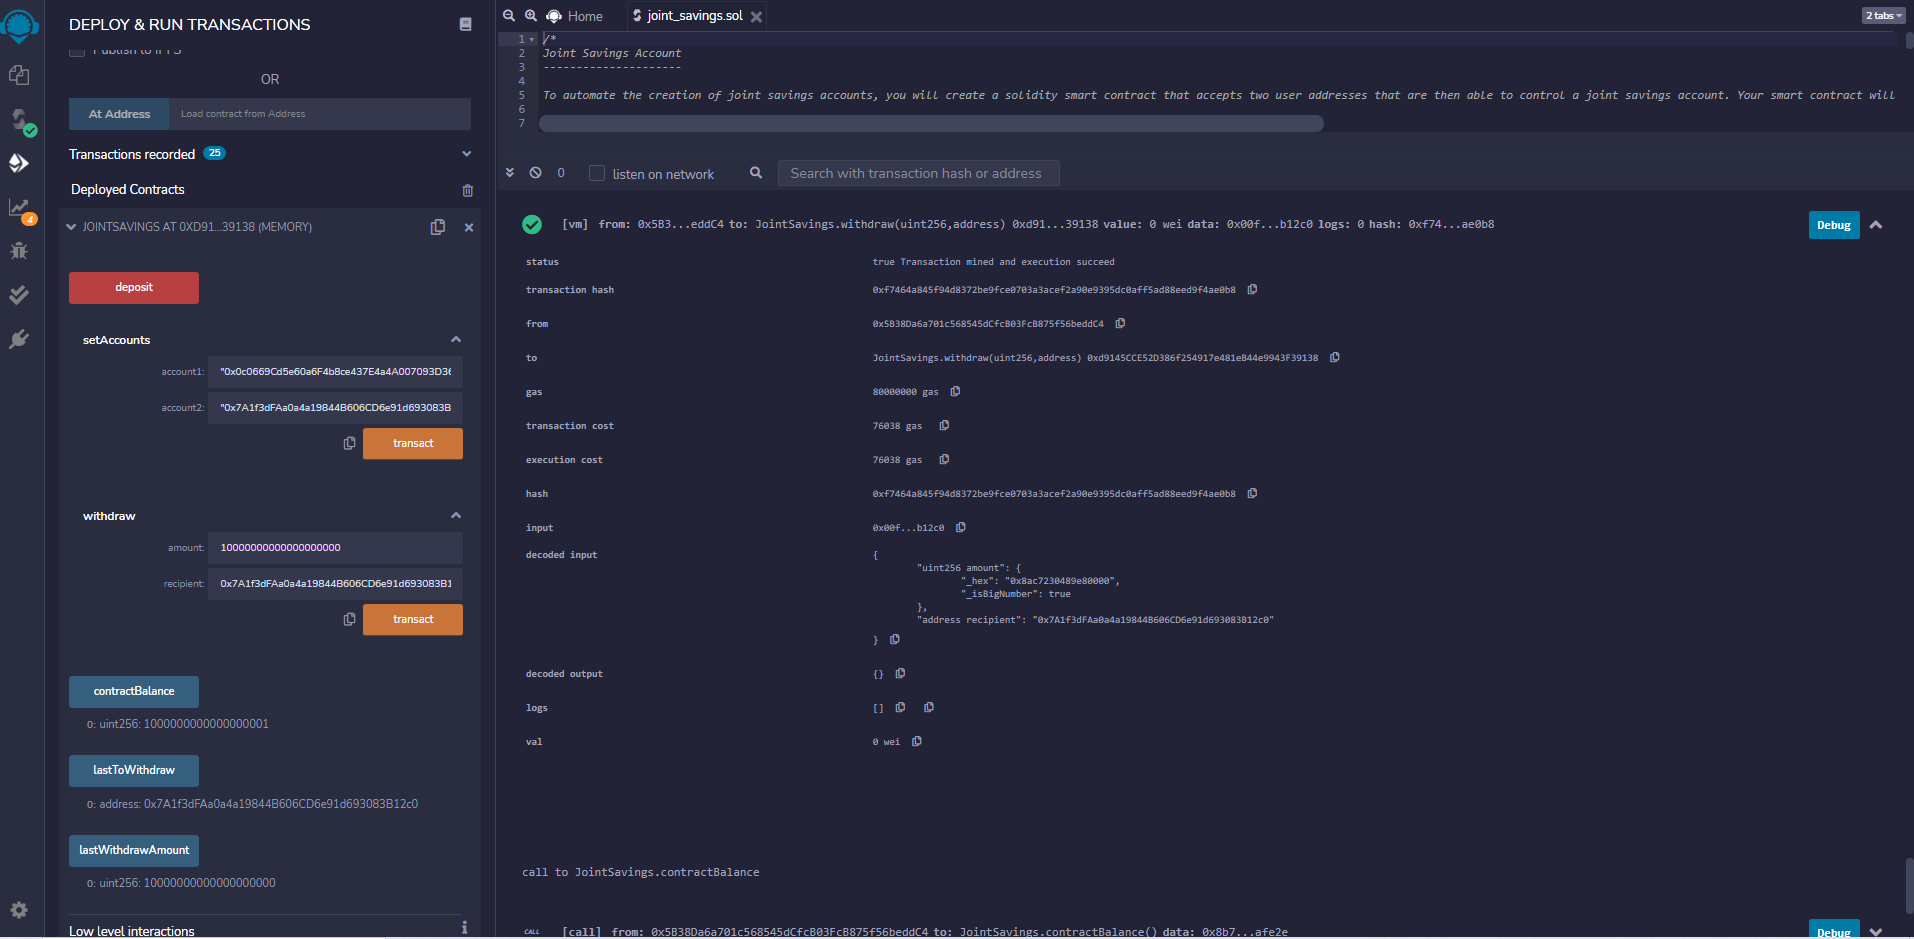 DEPLOY & RUN TRANSACTIONS
Publish to IPFS
OR
At Address
Load contract from Address
Transactions recorded 25
Deployed Contracts
JOINTSAVINGS AT 0XD91...39138 (MEMORY)
deposit
setAccounts
account1: "0x0c0669Cd5e60a6F4b8ce437E4a4A007093D36
account2: "0x7A1f3dFAa0a4a19844B606CD6e91d693083B
transact
withdraw
amount: 10000000000000000000
recipient: 0x7A1f3dFAa0a4a19844B606CD6e91d693083B1
transact
contractBalance
0: uint256: 1000000000000000001
lastToWithdraw
0: address: 0x7A1f3dFAa0a4a19844B606CD6e91d693083B12c0
lastWithdrawAmount
0: uint256: 10000000000000000000
Low level interactions
4
Home
joint_savings.sol
2 tabs
1 /*
2 Joint Savings Account
3 ---------------------
4
5 To automate the creation of joint savings accounts, you will create a solidity smart contract that accepts two user addresses that are then able to control a joint savings account. Your smart contract will
6
7
0
listen on network
Search with transaction hash or address
[vm] from: 0x5B3...eddC4 to: JointSavings.withdraw(uint256,address) 0xd91...39138 value: 0 wei data: 0x00f...b12c0 logs: 0 hash: 0xf74...ae0b8
Debug
status true Transaction mined and execution succeed
transaction hash 0xf7464a845f94d8372be9fce0703a3acef2a90e9395dc0aff5ad88eed9f4ae0b8
from 0x5B38Da6a701c568545dCfcB03FcB875f56beddC4
to JointSavings.withdraw(uint256,address) 0xd9145CCE52D386f254917e481eB44e9943F39138
gas 80000000 gas
transaction cost 76038 gas
execution cost 76038 gas
hash 0xf7464a845f94d8372be9fce0703a3acef2a90e9395dc0aff5ad88eed9f4ae0b8
input 0x00f...b12c0
decoded input {
"uint256 amount": {
"_hex": "0x8ac7230489e80000",
"_isBigNumber": true
},
"address recipient": "0x7A1f3dFAa0a4a19844B606CD6e91d693083B12c0"
}
decoded output {}
logs []
val 0 wei
call to JointSavings.contractBalance
CALL [call] from: 0x5B38Da6a701c568545dCfcB03FcB875f56beddC4 to: JointSavings.contractBalance() data: 0x8b7...afe2e
Debug